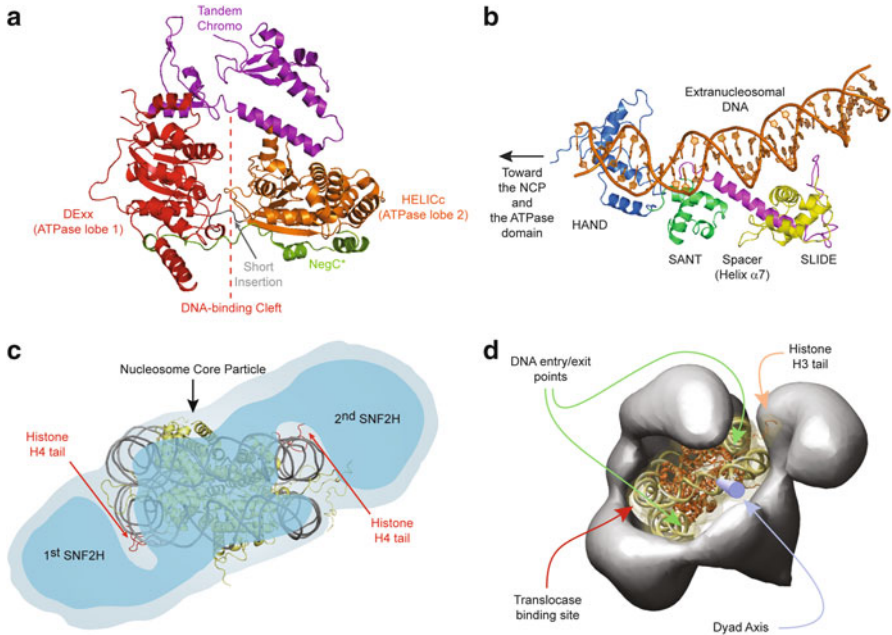 a
Tandem
Chromo
DExx
(ATPase lobe 1)
HELICc
(ATPase lobe 2)
NegC*
Short
Insertion
DNA-binding Cleft
b
Extranucleosomal
DNA
Toward
the NCP
and
the ATPase
domain
HAND
SANT
Spacer
(Helix α7)
SLIDE
c
Nucleosome Core Particle
2nd SNF2H
Histone
H4 tail
Histone
H4 tail
1st SNF2H
d
DNA entry/exit
points
Histone
H3 tail
Translocase
binding site
Dyad Axis